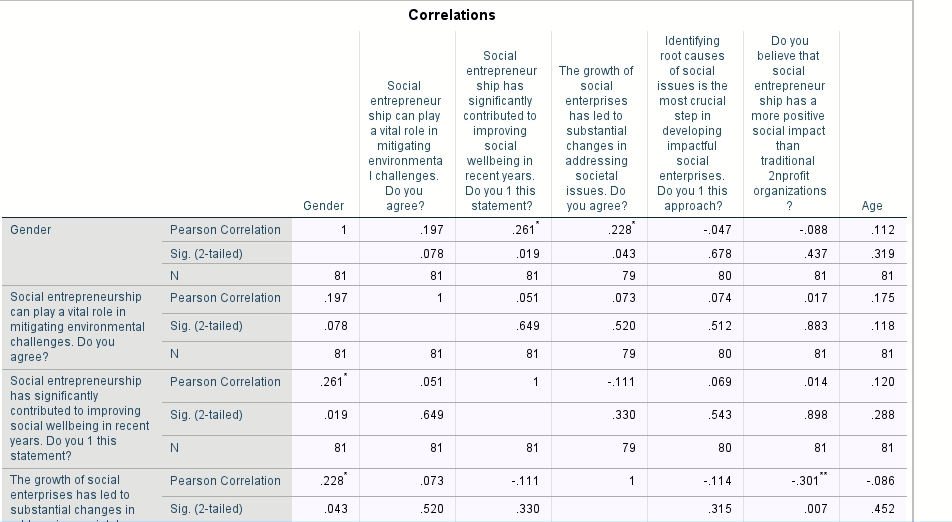 Correlations
Gender
Social
entrepreneur
ship can play
a vital role in
mitigating
environmenta
l challenges.
Do you
agree?
Social
entrepreneur
ship has
significantly
contributed to
improving
social
wellbeing in
recent years.
Do you 1 this
statement?
The growth of
social
enterprises
has led to
substantial
changes in
addressing
societal
issues. Do
you agree?
Identifying
root causes
of social
issues is the
most crucial
step in
developing
impactful
social
enterprises.
Do you 1 this
approach?
Do you
believe that
social
entrepreneur
ship has a
more positive
social impact
than
traditional
2nprofit
organizations
?
Age
Gender
Pearson Correlation 1 .197 .261* .228* -.047 -.088 .112
Sig. (2-tailed) .078 .019 .043 .678 .437 .319
N 81 81 81 79 80 81 81
Social entrepreneurship
can play a vital role in
mitigating environmental
challenges. Do you
agree?
Pearson Correlation .197 1 .051 .073 .074 .017 .175
Sig. (2-tailed) .078 .649 .520 .512 .883 .118
N 81 81 81 79 80 81 81
Social entrepreneurship
has significantly
contributed to improving
social wellbeing in recent
years. Do you 1 this
statement?
Pearson Correlation .261* .051 1 -.111 .069 .014 .120
Sig. (2-tailed) .019 .649 .330 .543 .898 .288
N 81 81 81 79 80 81 81
The growth of social
enterprises has led to
substantial changes in
Pearson Correlation .228* .073 -.111 1 -.114 -.301** -.086
Sig. (2-tailed) .043 .520 .330 .315 .007 .452